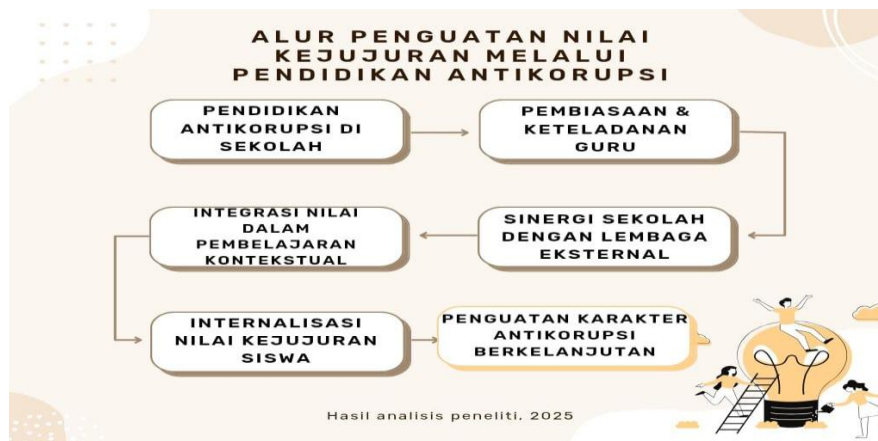 ALUR PENGUATAN NILAI
KEJUJURAN MELALUI
PENDIDIKAN ANTIKORUPSI
PENDIDIKAN
ANTIKORUPSI DI
SEKOLAH
PEMBIASAAN &
KETELADANAN
GURU
SINERGI SEKOLAH
DENGAN LEMBAGA
EKSTERNAL
INTEGRASI NILAI
DALAM
PEMBELAJARAN
KONTEKSTUAL
INTERNALISASI
NILAI KEJUJURAN
SISWA
PENGUATAN KARAKTER
ANTIKORUPSI
BERKELANJUTAN
Hasil analisis peneliti, 2025